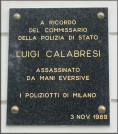 A RICORDO
DEL COMMISSARIO
DELLA POLIZIA DI STATO
LUIGI CALABRESI
ASSASSINATO
DA MANI EVERSIVE
I POLIZIOTTI DI MILANO
3 NOV. 1989